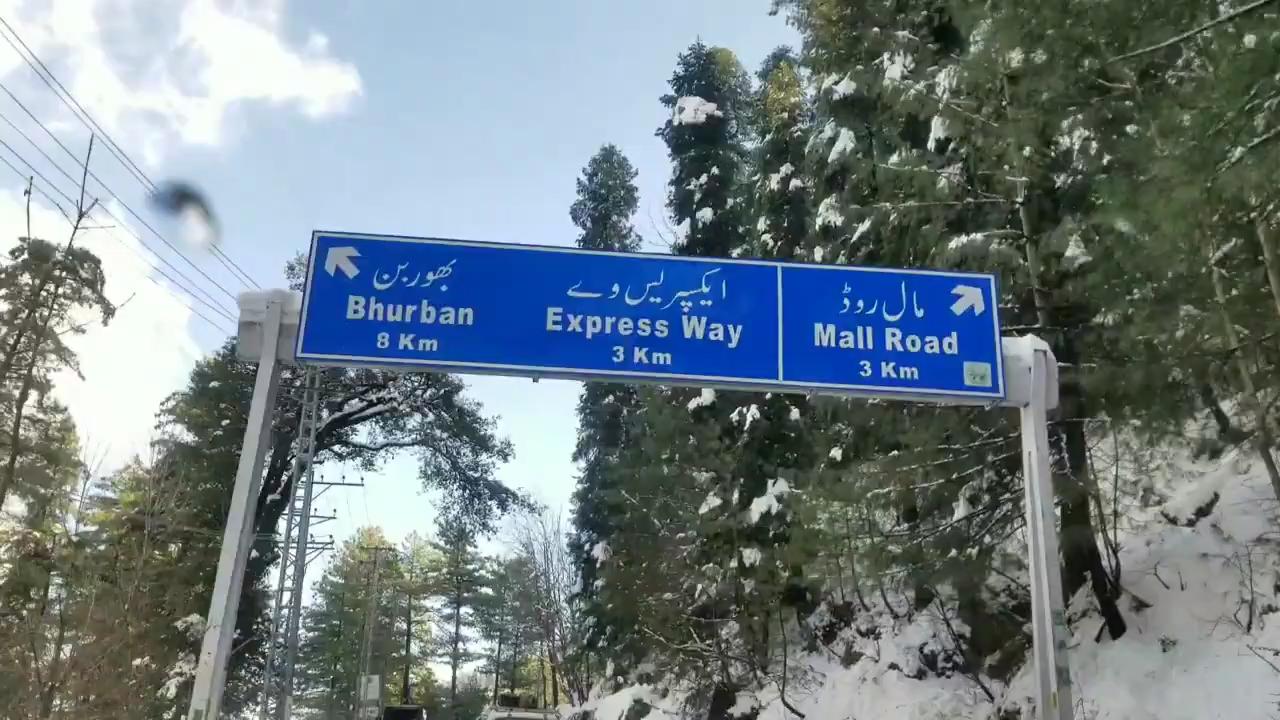 بھوربن
Bhurban
8 Km
ایکسپریس وے
Express Way
3 Km
مال روڈ
Mall Road
3 Km